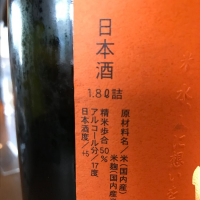 日本酒
1.8ℓ詰
原材料名／米(国内産)
米麹(国内産
精米歩合50%
アルコール分／17度
日本酒度／+5
水